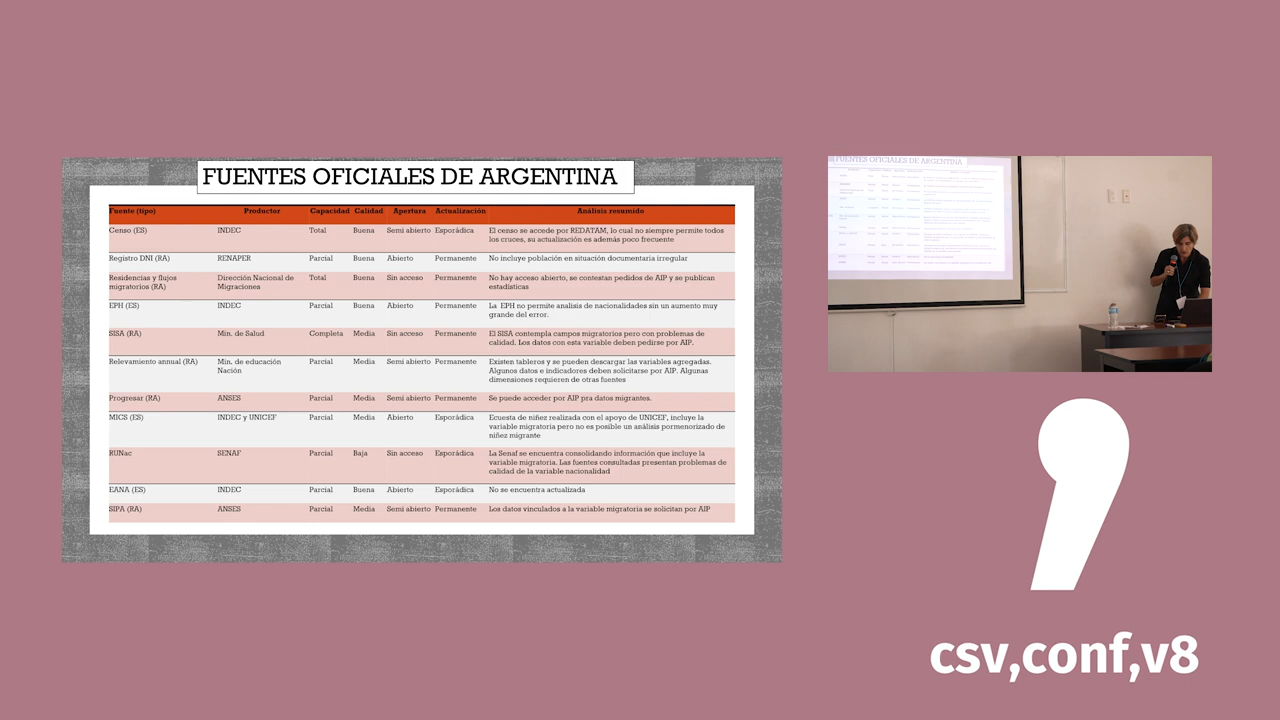 FUENTES OFICIALES DE ARGENTINA
Fuente (tipo) Productor Capacidad Calidad Apertura Actualización Análisis resumido
Censo (ES) INDEC Total Buena Semi abierto Esporádica El censo se accede por REDATAM, lo cual no siempre permite todos
los cruces, su actualización es además poco frecuente
Registro DNI (RA) RENAPER Parcial Buena Abierto Permanente No incluye población en situación documentaria irregular
Residencias y flujos Dirección Nacional de Total Buena Sin acceso Permanente No hay acceso abierto, se contestan pedidos de AIP y se publican
migratorios (RA) Migraciones estadísticas
EPH (ES) INDEC Parcial Buena Abierto Permanente La EPH no permite analisis de nacionalidades sin un aumento muy
grande del error.
SISA (RA) Min. de Salud Completa Media Sin acceso Permanente El SISA contempla campos migratorios pero con problemas de
calidad. Los datos con esta variable deben pedirse por AIP.
Relevamiento annual (RA) Min. de educación Parcial Media Semi abierto Permanente Existen tableros y se pueden descargar las variables agregadas.
Nación Algunos datos e indicadores deben solicitarse por AIP. Algunas
dimensiones requieren de otras fuentes
Progresar (RA) ANSES Parcial Media Semi abierto Permanente Se puede acceder por AIP pra datos migrantes.
MICS (ES) INDEC y UNICEF Parcial Media Abierto Esporádica Ecuesta de niñez realizada con el apoyo de UNICEF, incluye la
variable migratoria pero no es posible un análisis pormenorizado de
niñez migrante
RUNac SENAF Parcial Baja Sin acceso Esporádica La Senaf se encuentra consolidando información que incluye la
variable migratoria. Las fuentes consultadas presentan problemas de
calidad de la variable nacionalidad
EANA (ES) INDEC Parcial Buena Abierto Esporádica No se encuentra actualizada
SIPA (RA) ANSES Parcial Media Semi abierto Permanente Los datos vinculados a la variable migratoria se solicitan por AIP
FUENTES OFICIALES DE ARGENTINA
csv,conf,v8